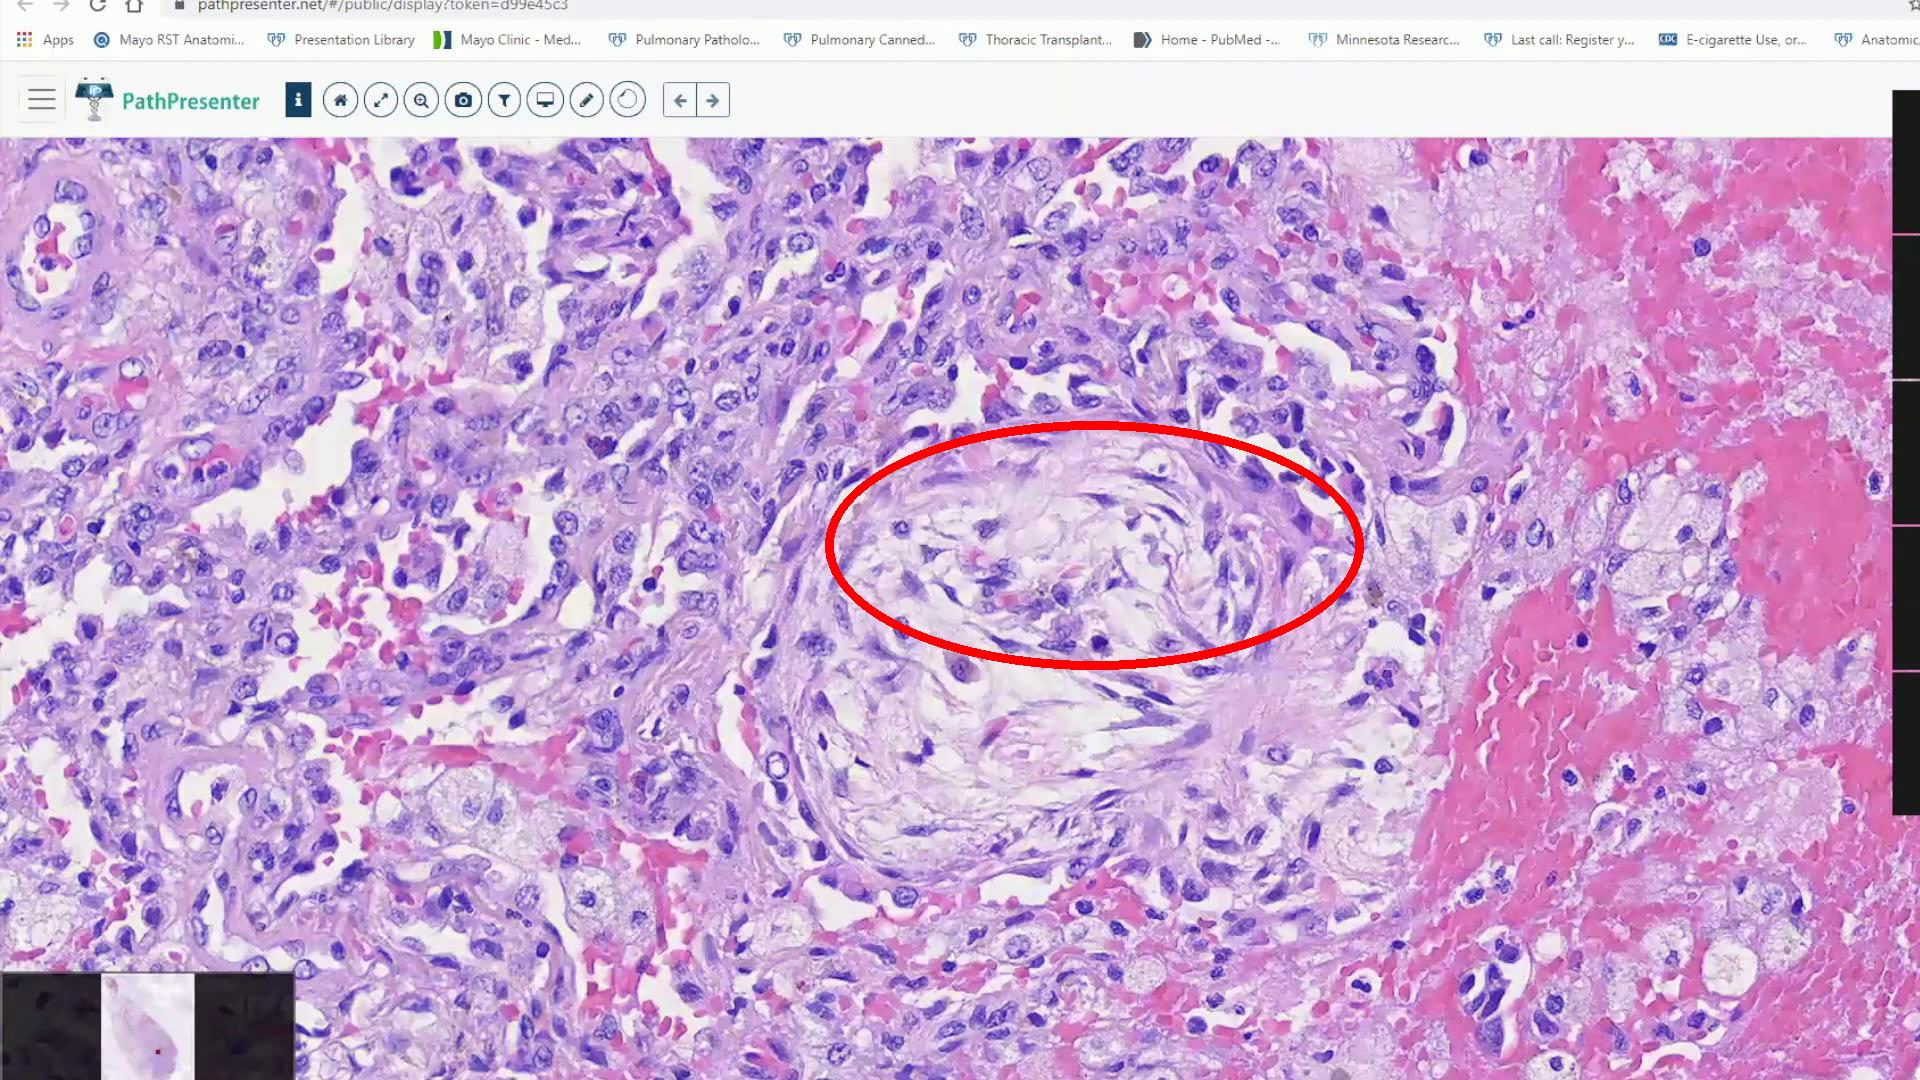 pathpresenter.net/#/public/display?token=d99e45c3
Apps Mayo RST Anatomi... Presentation Library Mayo Clinic - Med... Pulmonary Patholo... Pulmonary Canned... Thoracic Transplant... Home - PubMed -... Minnesota Researc... Last call: Register y... CDC E-cigarette Use, or... Anatomic
PathPresenter i